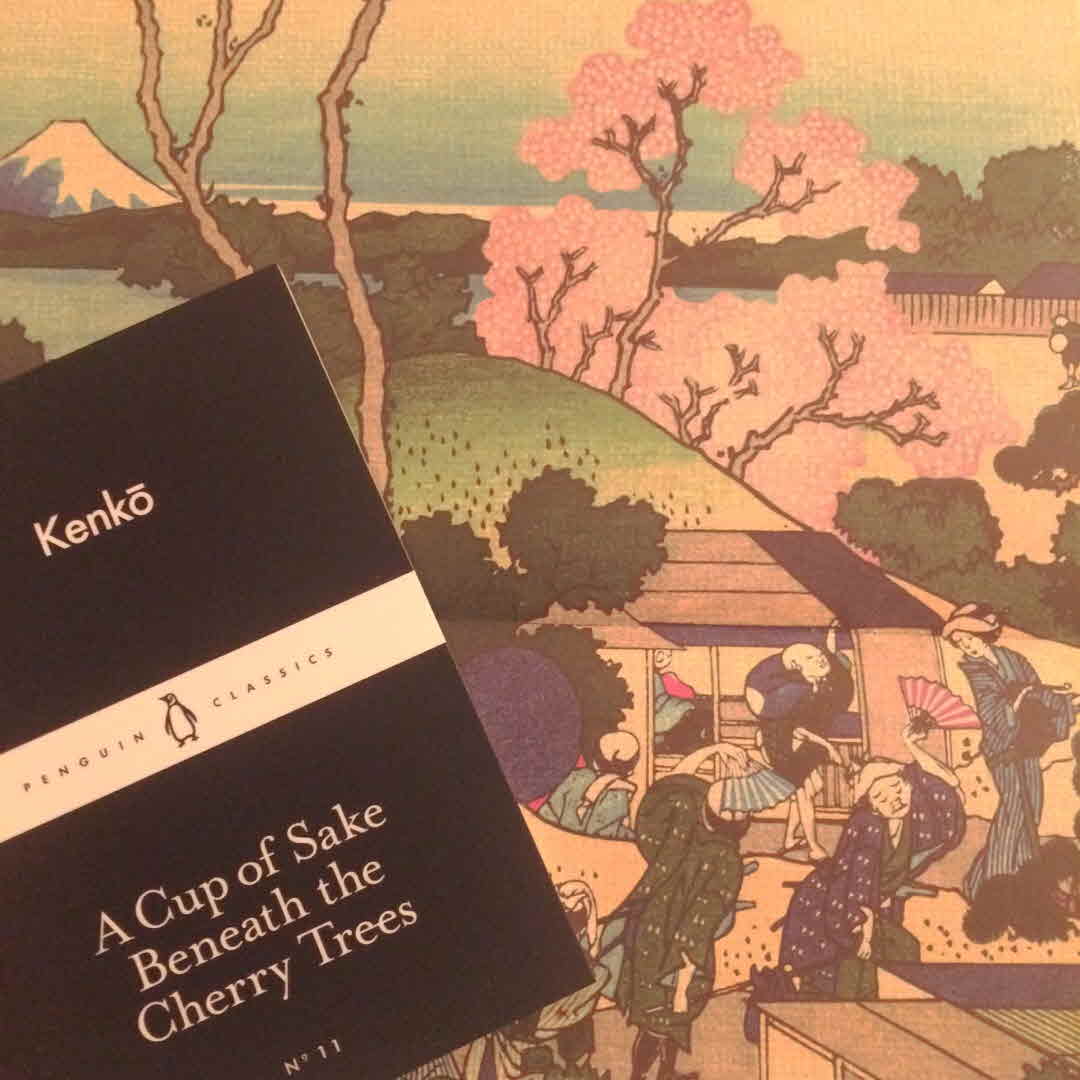 Kenkō
PENGUIN CLASSICS
A Cup of Sake
Beneath the
Cherry Trees
Nº 11